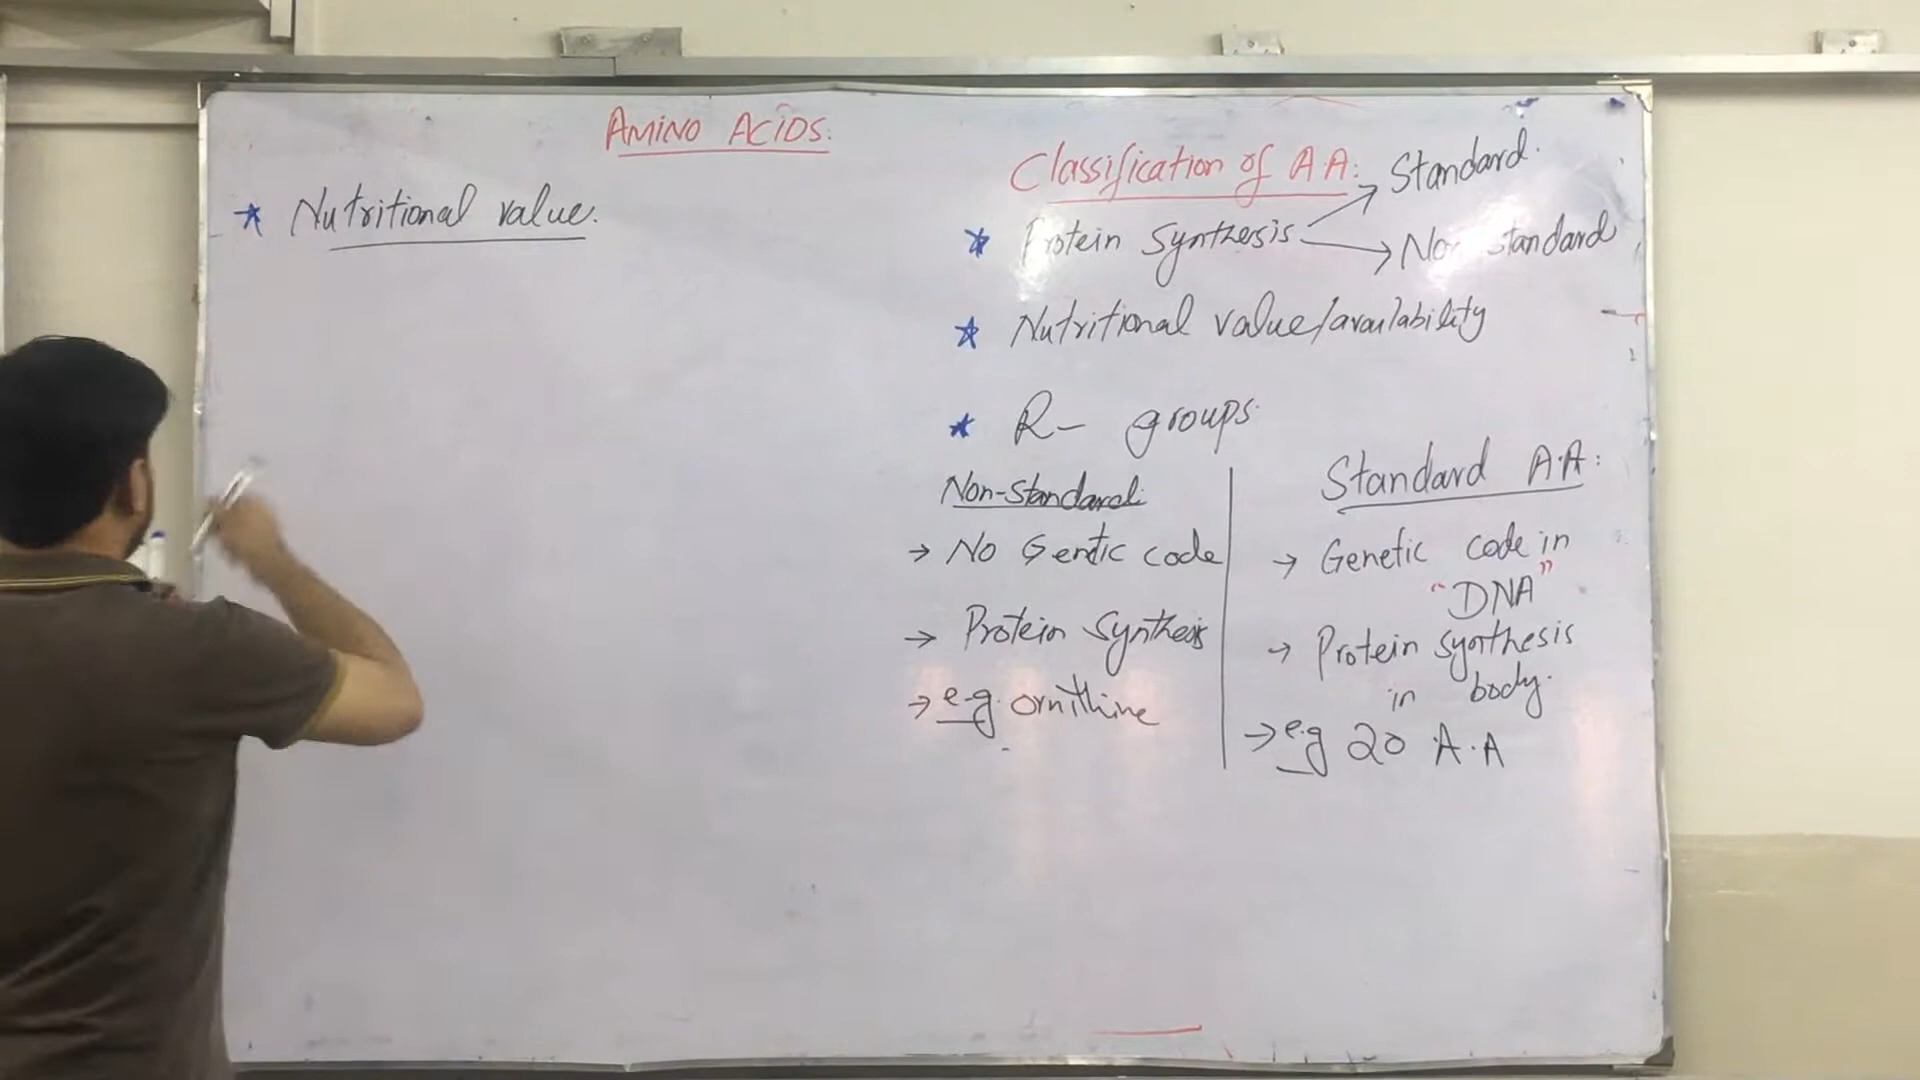 AMINO ACIDS:
* Nutritional value.
Classification of A A:
* Protein Synthesis → Standard.
→ Non standard
* Nutritional value/availability
* R- groups
Non-Standard:
→ No Gentic code
→ Protein Synthesis
→ e.g. ornithine
Standard A.A:
→ Genetic code in
"DNA"
→ Protein synthesis
in body.
→ e.g 20 A.A